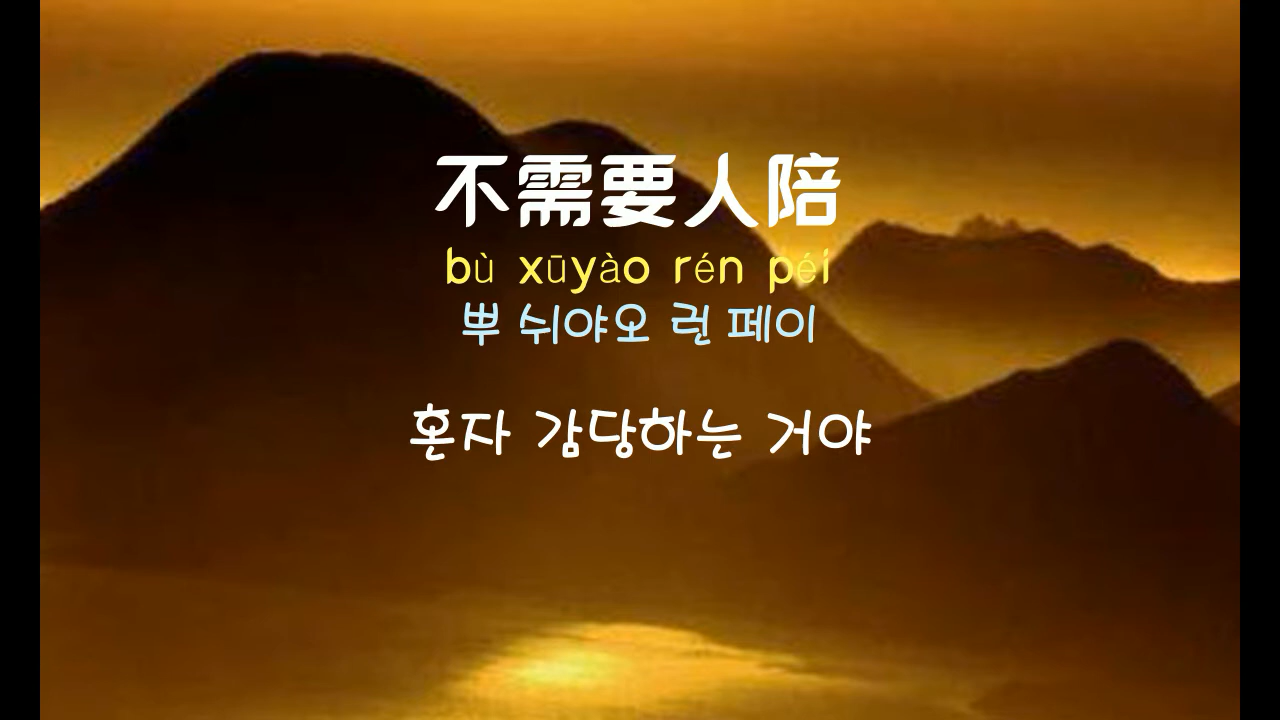 不需要人陪
bù xūyào rén péi
뿌 쉬야오 런 페이
혼자 감당하는 거야